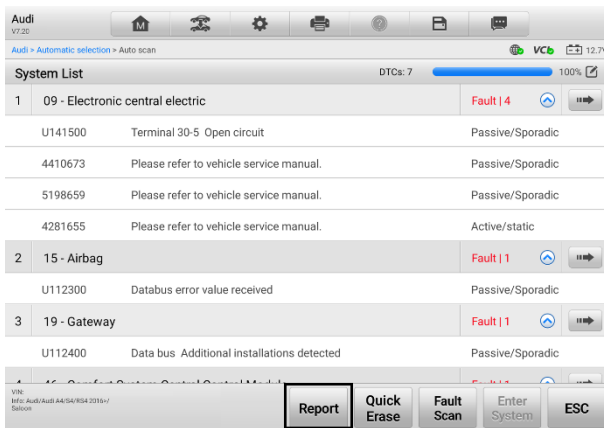 Audi
V7.20
M
Audi > Automatic selection > Auto scan
VCI
12.7V
System List
DTCs: 7
100%
1 09 - Electronic central electric Fault | 4
U141500 Terminal 30-5 Open circuit Passive/Sporadic
4410673 Please refer to vehicle service manual. Passive/Sporadic
5198659 Please refer to vehicle service manual. Passive/Sporadic
4281655 Please refer to vehicle service manual. Active/static
2 15 - Airbag Fault | 1
U112300 Databus error value received Passive/Sporadic
3 19 - Gateway Fault | 1
U112400 Data bus Additional installations detected Passive/Sporadic
VIN:
Info: Audi/Audi A4/S4/RS4 2016>/
Saloon
Report
Quick
Erase
Fault
Scan
Enter
System
ESC